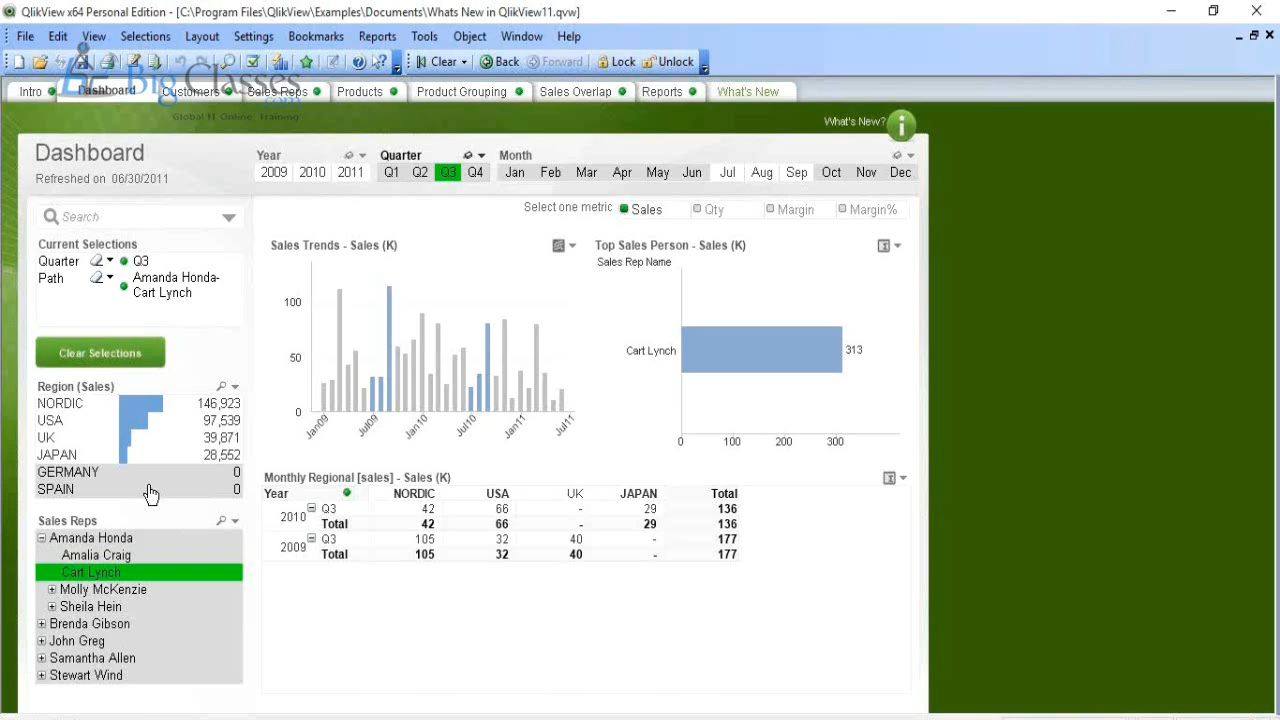 QlikView x64 Personal Edition - [C:\Program Files\QlikView\Examples\Documents\Whats New in QlikView11.qvw]
File Edit View Selections Layout Settings Bookmarks Reports Tools Object Window Help
Clear Back Forward Lock Unlock
Big Classes
.com
Global IT Online Training
Intro Dashboard Customers Sales Reps Products Product Grouping Sales Overlap Reports What's New
What's New?
Dashboard
Refreshed on 06/30/2011
Year Quarter Month
2009 2010 2011 Q1 Q2 Q3 Q4 Jan Feb Mar Apr May Jun Jul Aug Sep Oct Nov Dec
Select one metric Sales Qty Margin Margin%
Search
Current Selections
Quarter Q3
Path Amanda Honda-
Cart Lynch
Clear Selections
Region (Sales)
NORDIC 146,923
USA 97,539
UK 39,871
JAPAN 28,552
GERMANY 0
SPAIN 0
Sales Reps
Amanda Honda
Amalia Craig
Cart Lynch
Molly McKenzie
Sheila Hein
Brenda Gibson
John Greg
Samantha Allen
Stewart Wind
Sales Trends - Sales (K)
100
50
0
Jan09 Jul09 Jan10 Jul10 Jan11 Jul11
Top Sales Person - Sales (K)
Sales Rep Name
Cart Lynch 313
0 100 200 300
Monthly Regional [sales] - Sales (K)
Year NORDIC USA UK JAPAN Total
2010 Q3 42 66 - 29 136
Total 42 66 - 29 136
2009 Q3 105 32 40 - 177
Total 105 32 40 - 177